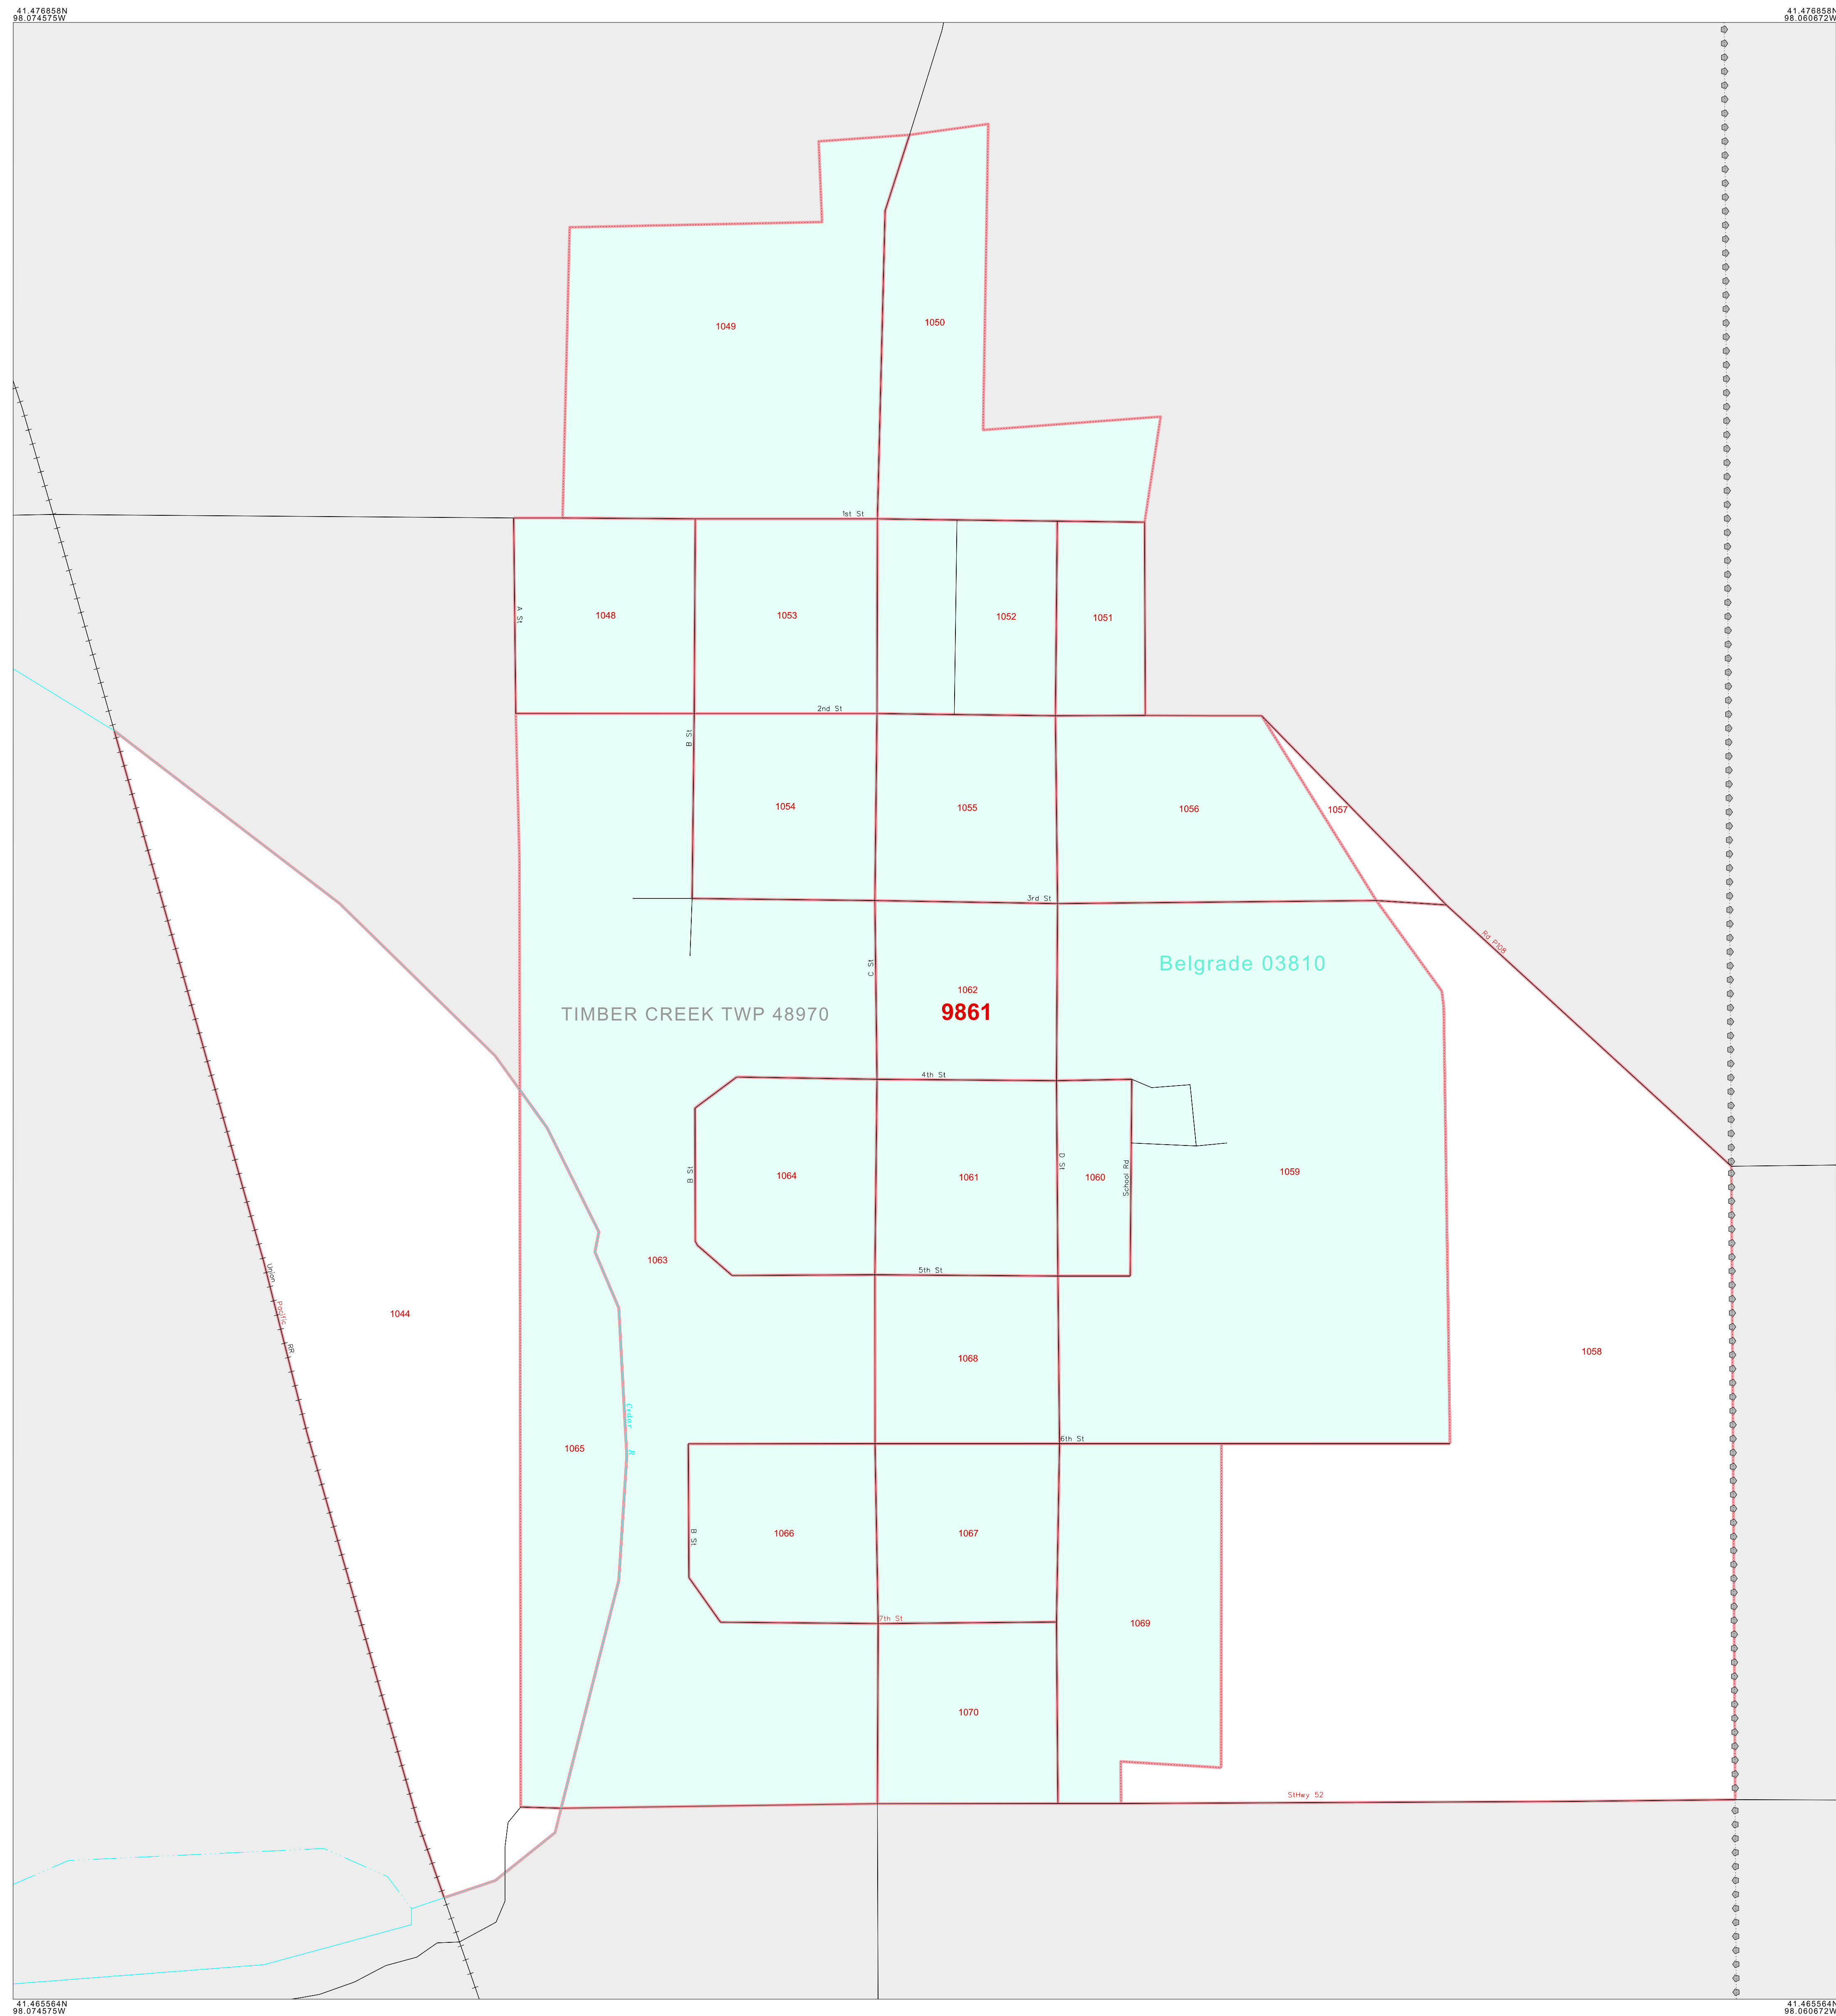 41.476858N
98.074575W
41.476858N
98.060672W
1049
1050
1st St
A St
1048
1053
1052
1051
2nd St
B St
1054
1055
1056
1057
3rd St
Rd P108
C St
Belgrade 03810
1062
9861
TIMBER CREEK TWP 48970
4th St
B St
1064
1061
D St
1060
School Rd
1059
1063
5th St
Union Pacific RR
1044
1068
1058
Cedar R
1065
6th St
B St
1066
1067
7th St
1069
1070
StHwy 52
41.465564N
98.074575W
41.465564N
98.060672W